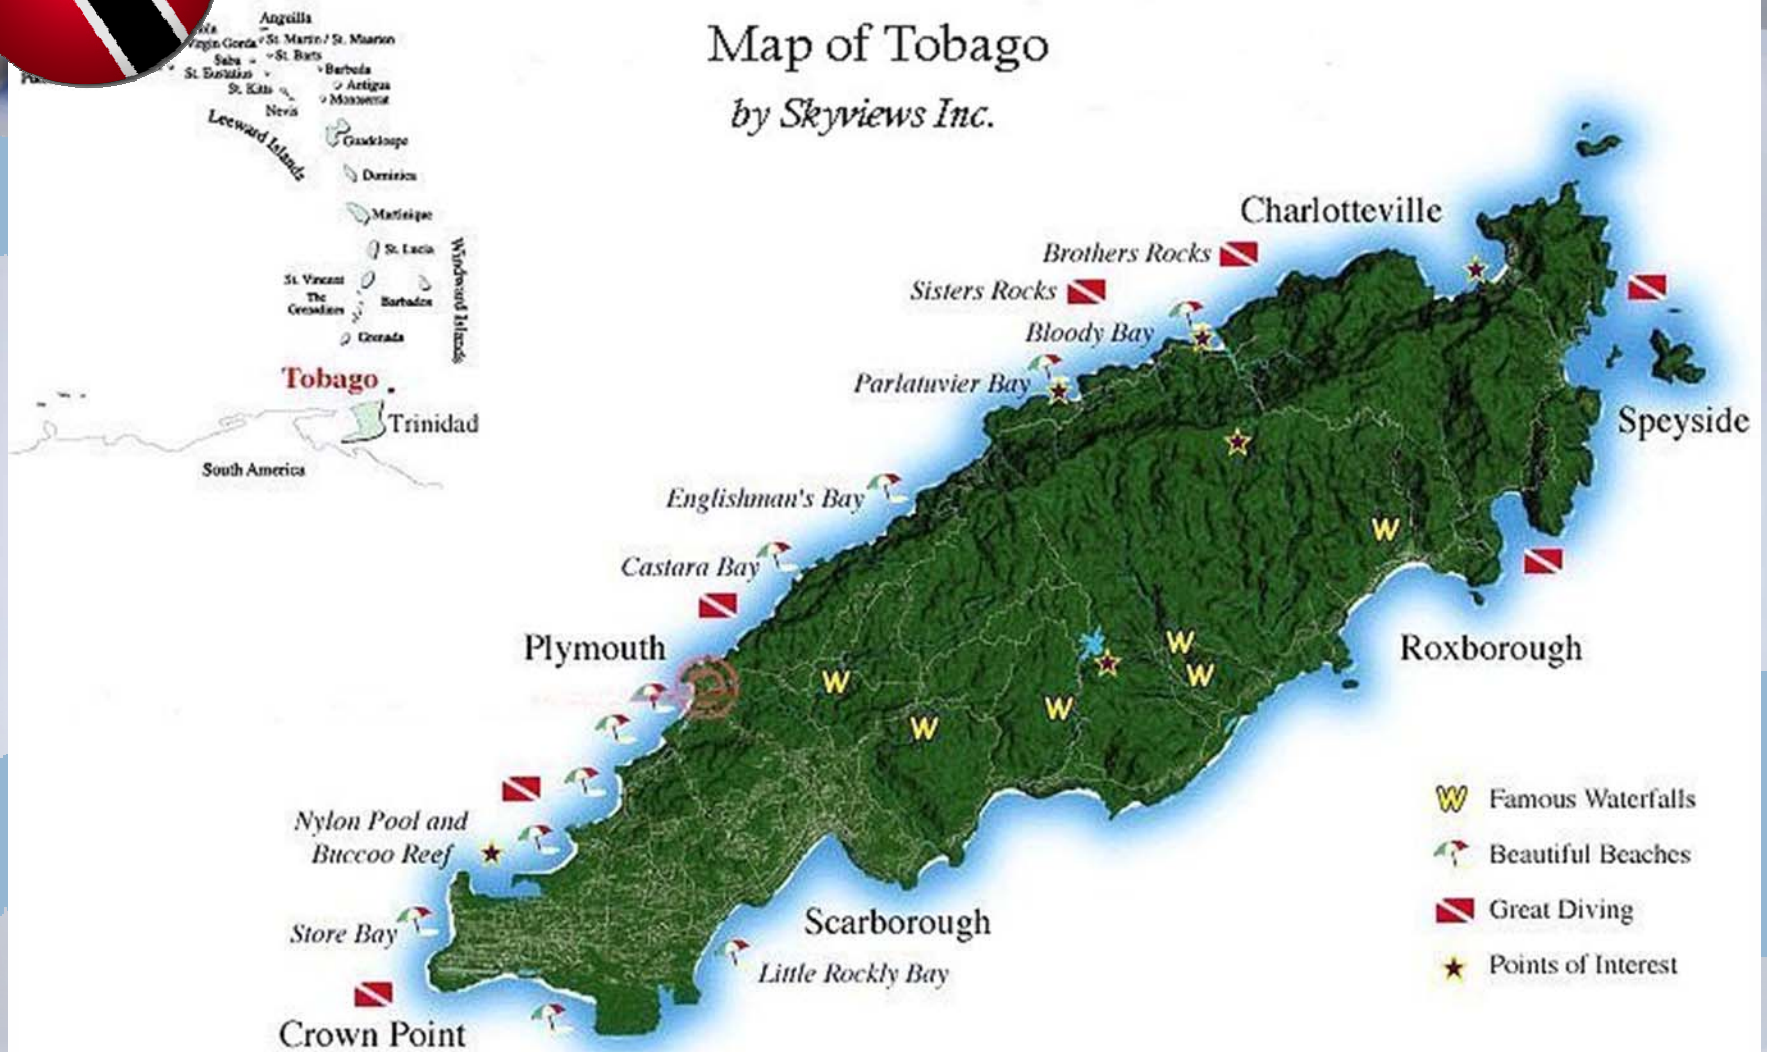 Map of Tobago
by Skyviews Inc.
Anguilla
Virgin Gorda
St. Martin / St. Maarten
Saba
St. Barts
St. Eustatius
Barbuda
St. Kitts
Antigua
Montserrat
Nevis
Leeward Islands
Guadeloupe
Dominica
Martinique
St. Lucia
Windward Islands
St. Vincent
The
Grenadines
Barbados
Grenada
Tobago
Trinidad
South America
Charlotteville
Brothers Rocks
Sisters Rocks
Bloody Bay
Parlatuvier Bay
Speyside
Englishman's Bay
Castara Bay
Plymouth
Roxborough
W
W
W
W
W
W
Nylon Pool and
Buccoo Reef
Store Bay
Scarborough
Little Rockly Bay
Crown Point
W Famous Waterfalls
Beautiful Beaches
Great Diving
Points of Interest